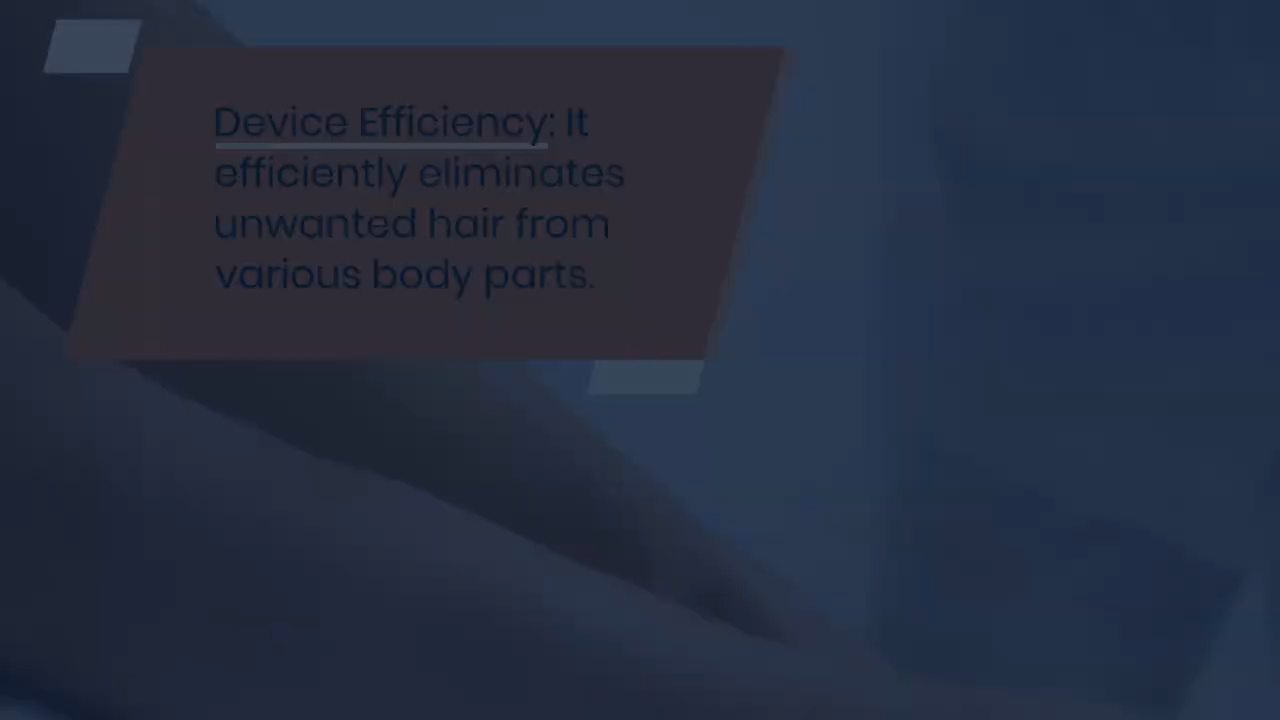 Device Efficiency: It
efficiently eliminates
unwanted hair from
various body parts.